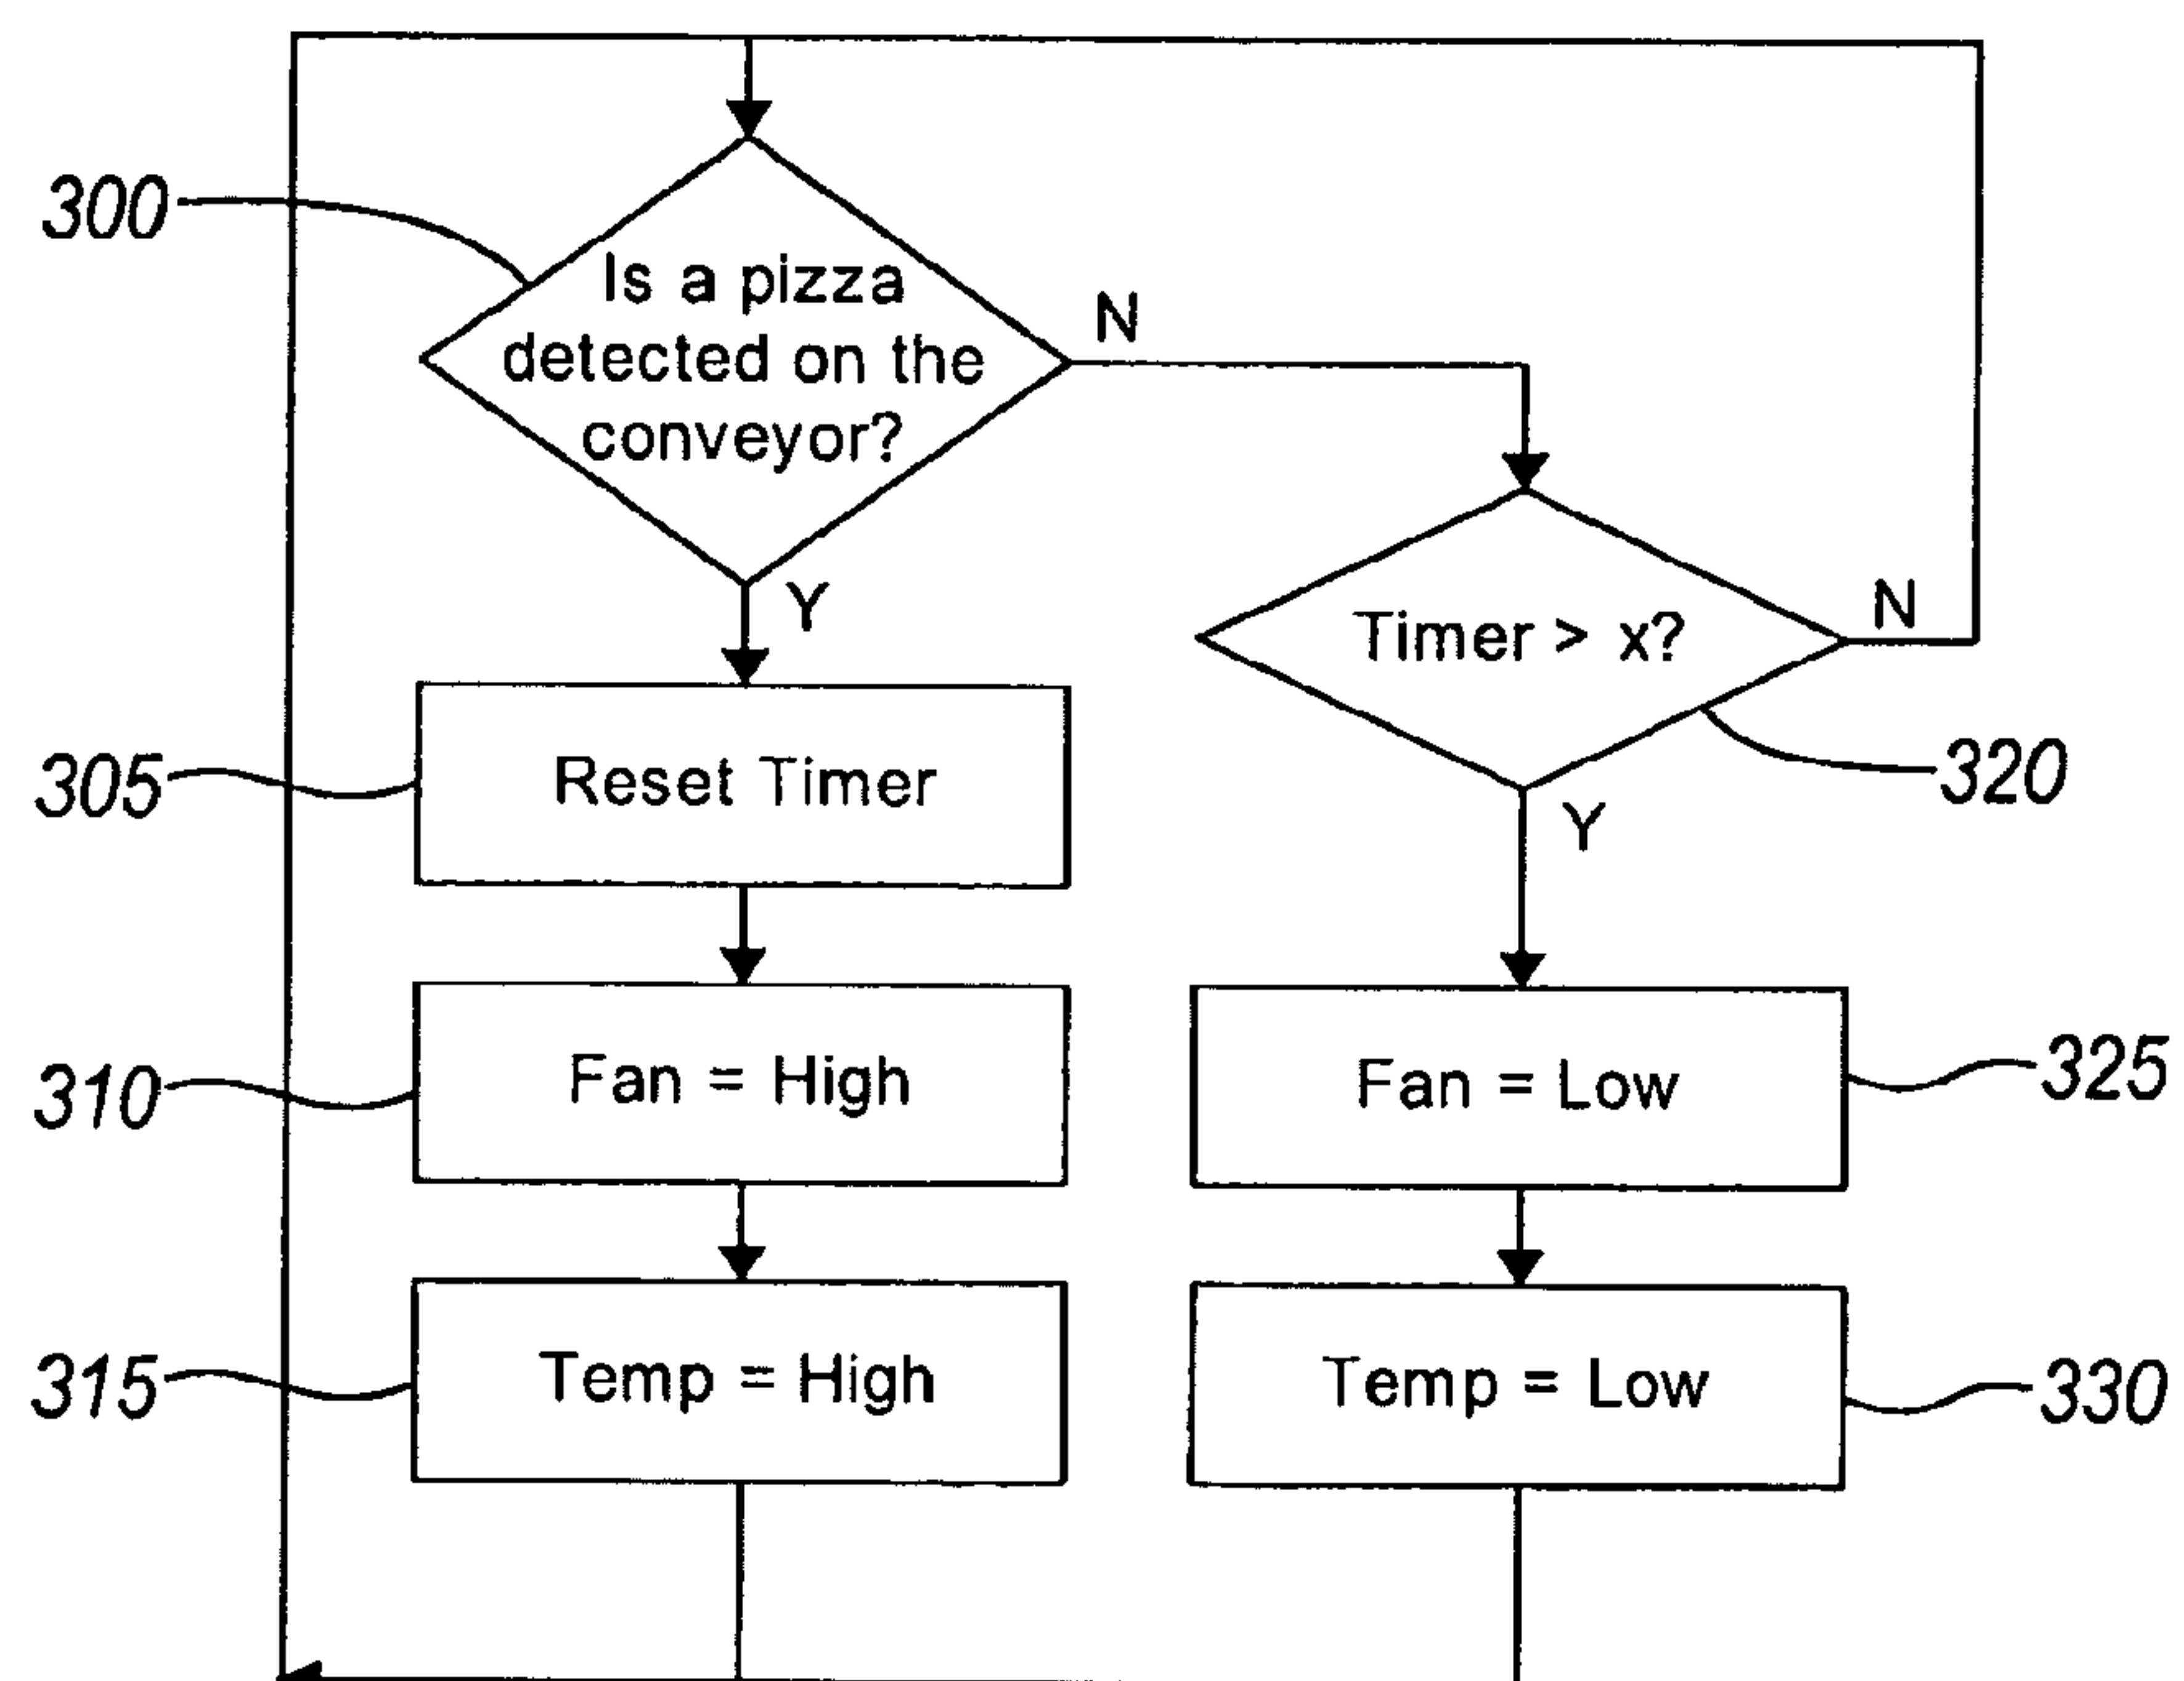 300
Is a pizza
detected on the
conveyor?
N
Y
Timer > x?
N
320
Y
305
Reset Timer
310
Fan = High
Fan = Low
325
315
Temp = High
Temp = Low
330